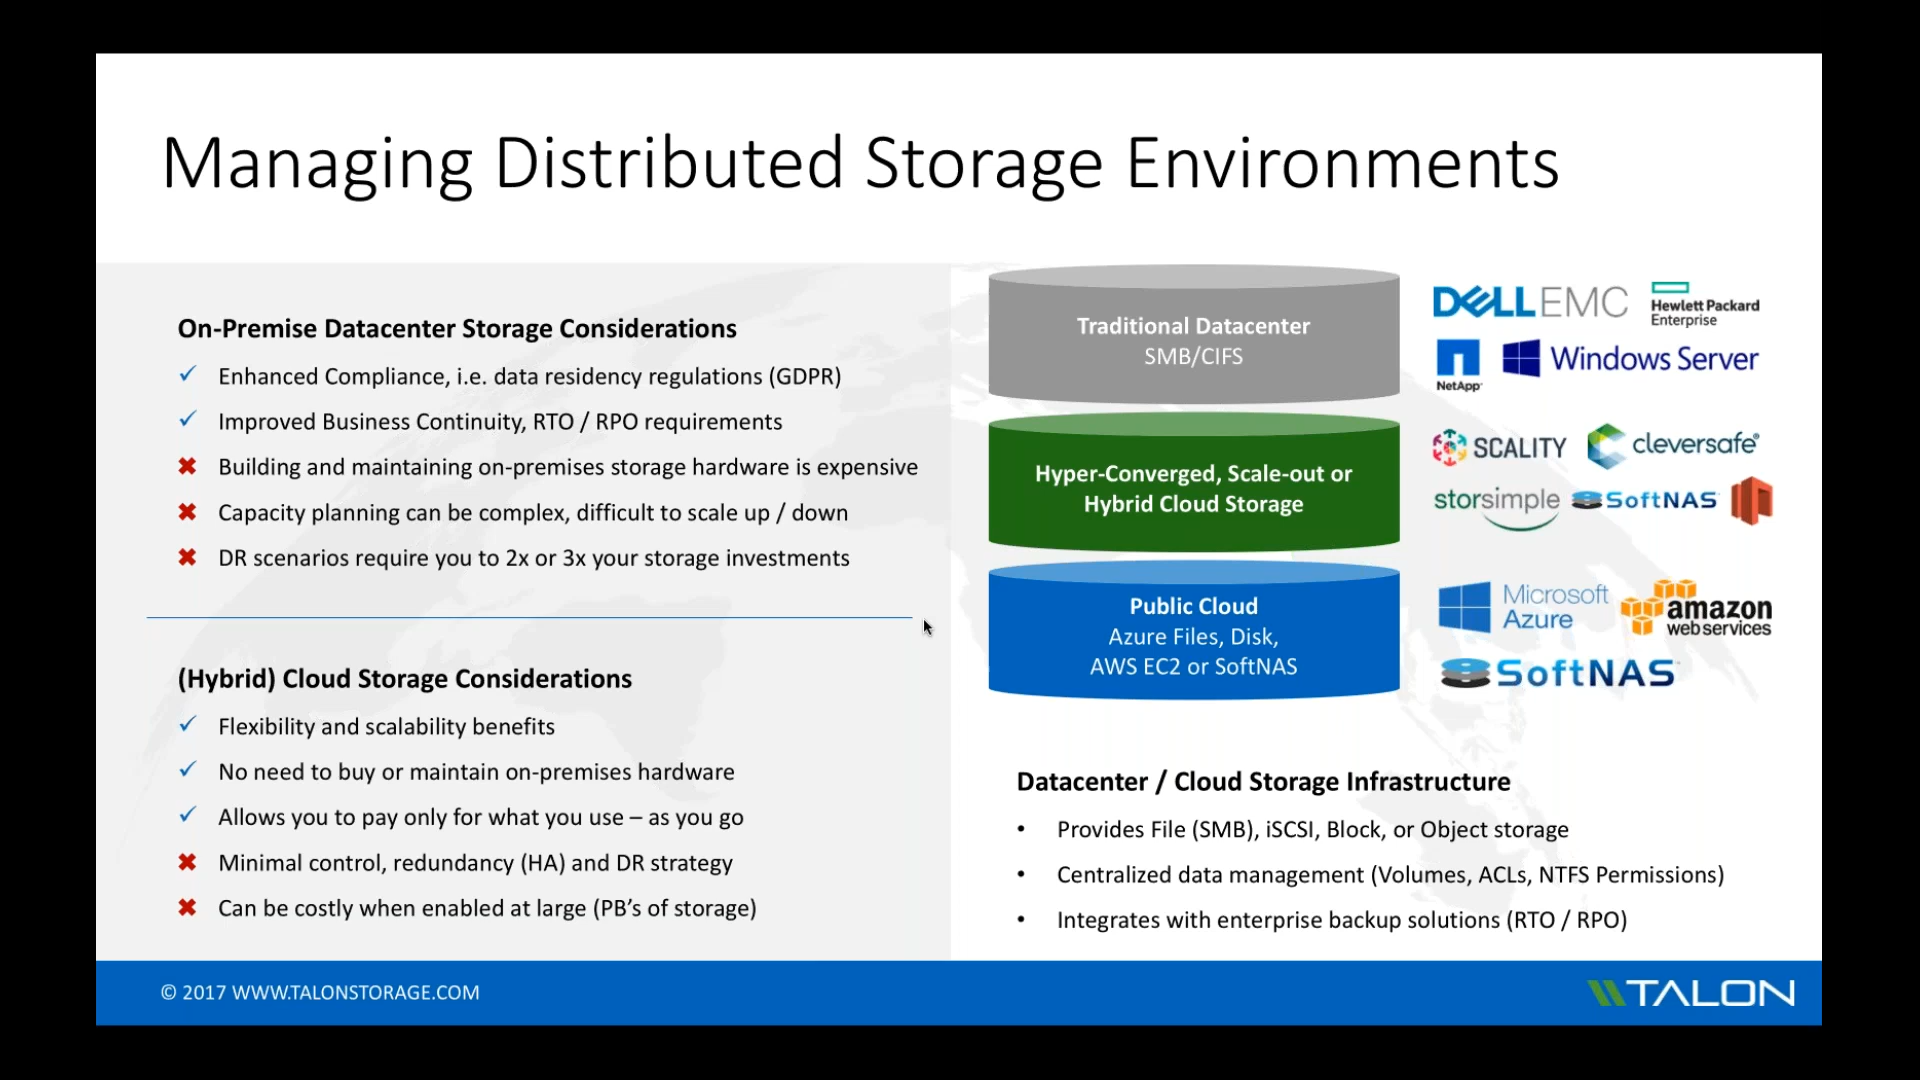 Managing Distributed Storage Environments
On-Premise Datacenter Storage Considerations
✓ Enhanced Compliance, i.e. data residency regulations (GDPR)
✓ Improved Business Continuity, RTO / RPO requirements
✖ Building and maintaining on-premises storage hardware is expensive
✖ Capacity planning can be complex, difficult to scale up / down
✖ DR scenarios require you to 2x or 3x your storage investments
(Hybrid) Cloud Storage Considerations
✓ Flexibility and scalability benefits
✓ No need to buy or maintain on-premises hardware
✓ Allows you to pay only for what you use – as you go
✖ Minimal control, redundancy (HA) and DR strategy
✖ Can be costly when enabled at large (PB's of storage)
Traditional Datacenter
SMB/CIFS
DELL EMC
Hewlett Packard
Enterprise
NetApp
Windows Server
Hyper-Converged, Scale-out or
Hybrid Cloud Storage
SCALITY
cleversafe®
storsimple
SoftNAS
Public Cloud
Azure Files, Disk,
AWS EC2 or SoftNAS
Microsoft
Azure
amazon
webservices
SoftNAS
Datacenter / Cloud Storage Infrastructure
• Provides File (SMB), iSCSI, Block, or Object storage
• Centralized data management (Volumes, ACLs, NTFS Permissions)
• Integrates with enterprise backup solutions (RTO / RPO)
© 2017 WWW.TALONSTORAGE.COM
TALON